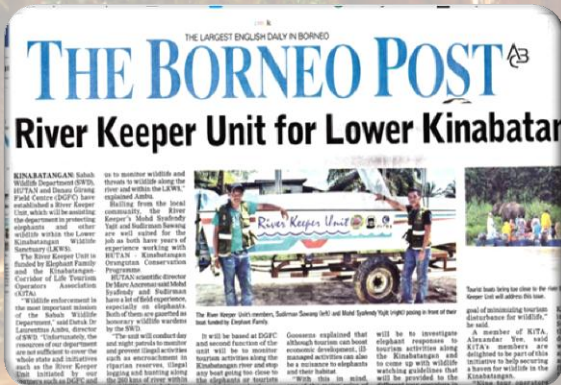 THE LARGEST ENGLISH DAILY IN BORNEO
THE BORNEO POST
River Keeper Unit for Lower Kinabatan
KINABATANGAN: Sabah
Wildlife Department (SWD),
HUTAN and Danau Girang
Field Centre (DGFC) have
established a River Keeper
Unit, which will be assisting
the department in protecting
elephants and other
wildlife within the Lower
Kinabatangan Wildlife
Sanctuary (LKWS).
The River Keeper Unit is
funded by Elephant Family
and the Kinabatangan-
Corridor of Life Tourism
Operators Association
(KiTA).
"Wildlife enforcement is
the most important mission
of the Sabah Wildlife
Department," said Datuk Dr
Laurentius Ambu, director
of SWD. "Unfortunately, the
resources of our department
are not sufficient to cover the
whole state and initiatives
such as the River Keeper
Unit initiated by our
partners such as DGFC and
us to monitor wildlife and
threats to wildlife along the
river and within the LKWS,"
explained Ambu.
Hailing from the local
community, the River
Keeper's Mohd Syafendy
Yajit and Sudirman Sawang
are well suited for the
job as both have years of
experience working with
HUTAN - Kinabatangan
Orangutan Conservation
Programme.
HUTAN scientific director
Dr Marc Ancrenaz said Mohd
Syafendy and Sudirman
have a lot of field experience,
especially on elephants.
Both of them are gazetted as
honorary wildlife wardens
by the SWD.
"The unit will conduct day
and night patrols to monitor
and prevent illegal activities
such as encroachment in
riparian reserves, illegal
logging and hunting along
the 260 kms of river within
River Keeper Unit
The River Keeper Unit's members, Sudirman Sawang (left) and Mohd Syafendy Yajit (right) posing in front of their
boat funded by Elephant Family.
It will be based at DGFC
and second function of the
unit will be to monitor
tourism activities along the
Kinabatangan river and stop
any boat going too close to
the elephants or tourists
Goossens explained that
although tourism can boost
economic development, ill-
managed activities can also
be a nuisance to elephants
and their habitat.
"With this in mind,
will be to investigate
elephant responses to
tourism activities along
the Kinabatangan and
to come up with wildlife
watching guidelines that
will be provided to the
Tourist boats being too close to the river
Keeper Unit will address this issue.
goal of minimizing tourism
disturbance for wildlife,"
he said.
A member of KiTA,
Alexander Yee, said
KiTA's members are
delighted to be part of this
initiative by helping secure
habitat in the
Kinabatangan.